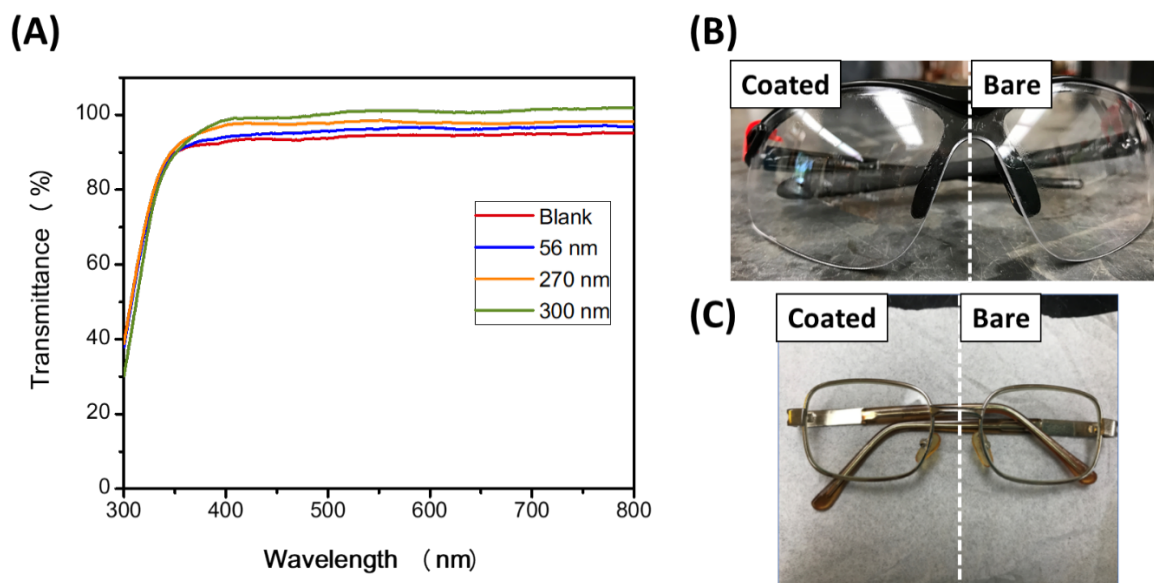 (A)
100
80
60
40
20
0
300
400
500
600
700
800
Transmittance (%)
Wavelength (nm)
Blank
56 nm
270 nm
300 nm
(B)
Coated
Bare
(C)
Coated
Bare